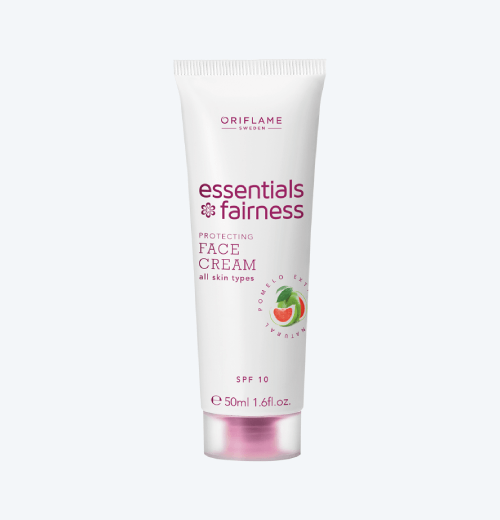 ORIFLAME
SWEDEN
essentials
fairness
PROTECTING
FACE
CREAM
all skin types
NATURAL POMELO
SPF 10
℮ 50ml 1.6fl.oz.